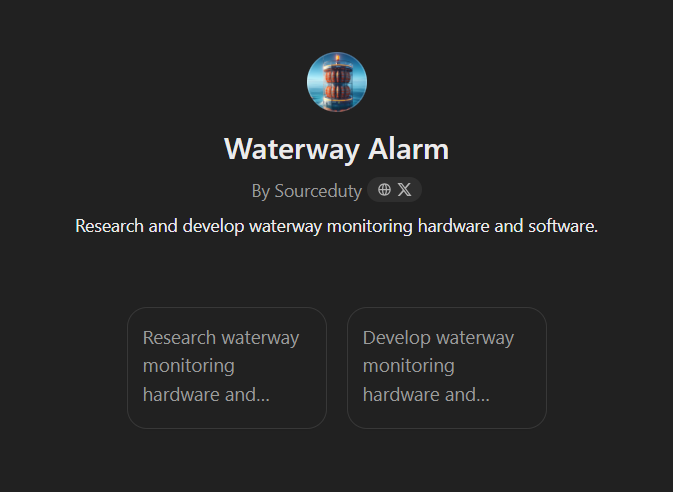 Waterway Alarm
By Sourceduty
Research and develop waterway monitoring hardware and software.
Research waterway
monitoring
hardware and...
Develop waterway
monitoring
hardware and...